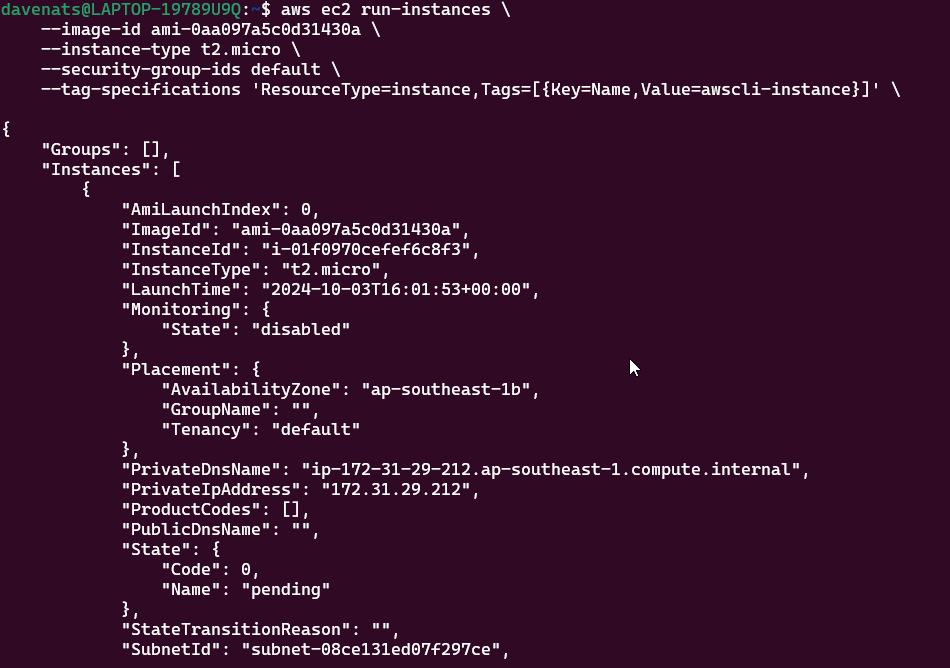 davenats@LAPTOP-19789U9Q:~$ aws ec2 run-instances \
    --image-id ami-0aa097a5c0d31430a \
    --instance-type t2.micro \
    --security-group-ids default \
    --tag-specifications 'ResourceType=instance,Tags=[{Key=Name,Value=awscli-instance}]' \
{
    "Groups": [],
    "Instances": [
        {
            "AmiLaunchIndex": 0,
            "ImageId": "ami-0aa097a5c0d31430a",
            "InstanceId": "i-01f0970cefef6c8f3",
            "InstanceType": "t2.micro",
            "LaunchTime": "2024-10-03T16:01:53+00:00",
            "Monitoring": {
                "State": "disabled"
            },
            "Placement": {
                "AvailabilityZone": "ap-southeast-1b",
                "GroupName": "",
                "Tenancy": "default"
            },
            "PrivateDnsName": "ip-172-31-29-212.ap-southeast-1.compute.internal",
            "PrivateIpAddress": "172.31.29.212",
            "ProductCodes": [],
            "PublicDnsName": "",
            "State": {
                "Code": 0,
                "Name": "pending"
            },
            "StateTransitionReason": "",
            "SubnetId": "subnet-08ce131ed07f297ce",